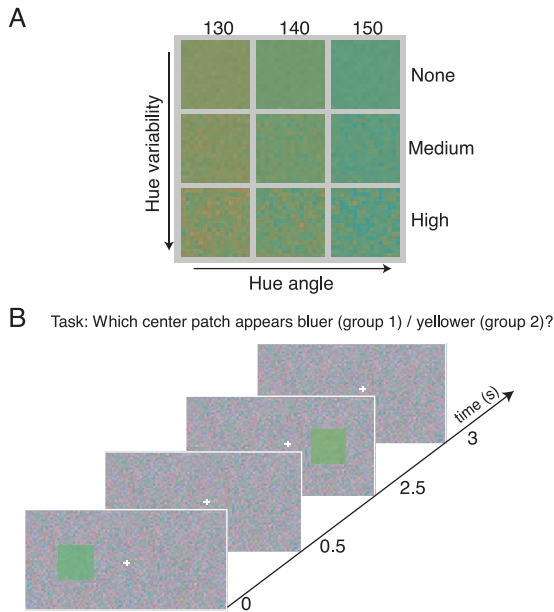 A
130 140 150
None
Medium
High
Hue variability
Hue angle
B
Task: Which center patch appears bluer (group 1) / yellower (group 2)?
time (s)
3
2.5
0.5
0